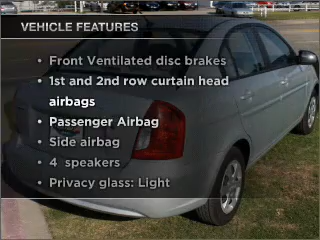 VEHICLE FEATURES
• Front Ventilated disc brakes
• 1st and 2nd row curtain head
airbags
• Passenger Airbag
• Side airbag
• 4 speakers
• Privacy glass: Light